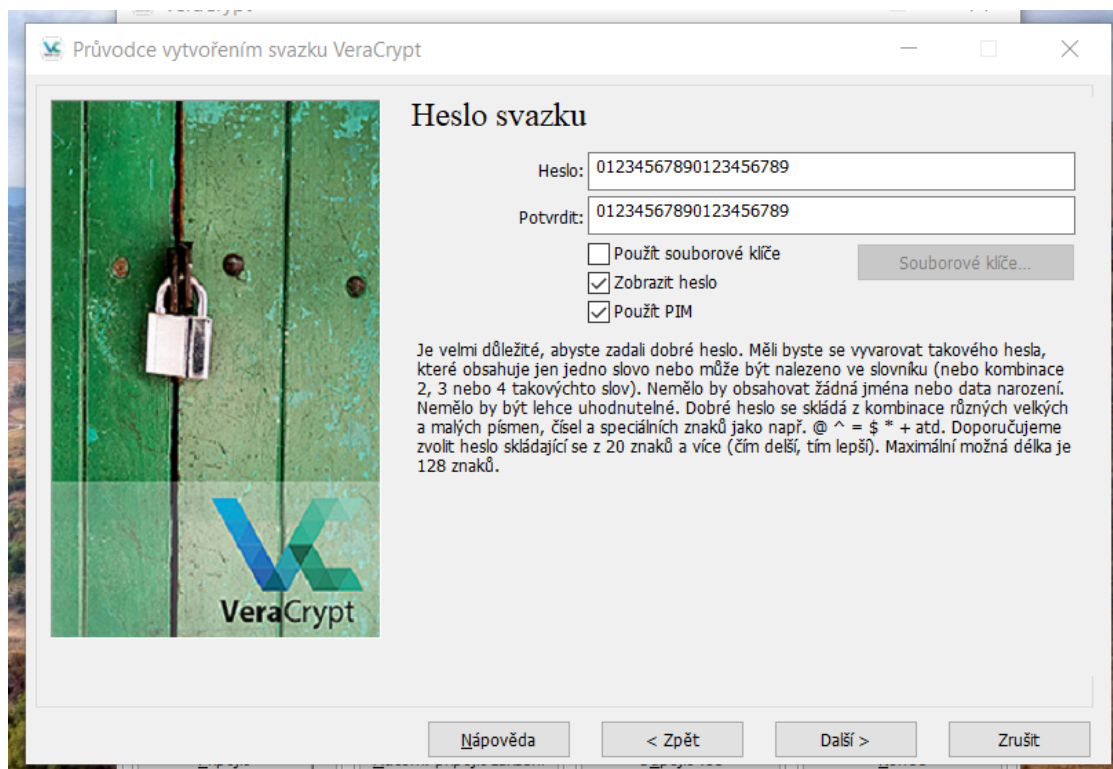 Průvodce vytvořením svazku VeraCrypt
Heslo svazku
Heslo: 01234567890123456789
Potvrdit: 01234567890123456789
Použít souborové klíče
Souborové klíče...
Zobrazit heslo
Použít PIM
Je velmi důležité, abyste zadali dobré heslo. Měli byste se vyvarovat takového hesla,
které obsahuje jen jedno slovo nebo může být nalezeno ve slovníku (nebo kombinace
2, 3 nebo 4 takovýchto slov). Nemělo by obsahovat žádná jména nebo data narození.
Nemělo by být lehce uhodnutelné. Dobré heslo se skládá z kombinace různých velkých
a malých písmen, čísel a speciálních znaků jako např. @ ^ = $ * + atd. Doporučujeme
zvolit heslo skládající se z 20 znaků a více (čím delší, tím lepší). Maximální možná délka je
128 znaků.
VeraCrypt
Nápověda
< Zpět
Další >
Zrušit